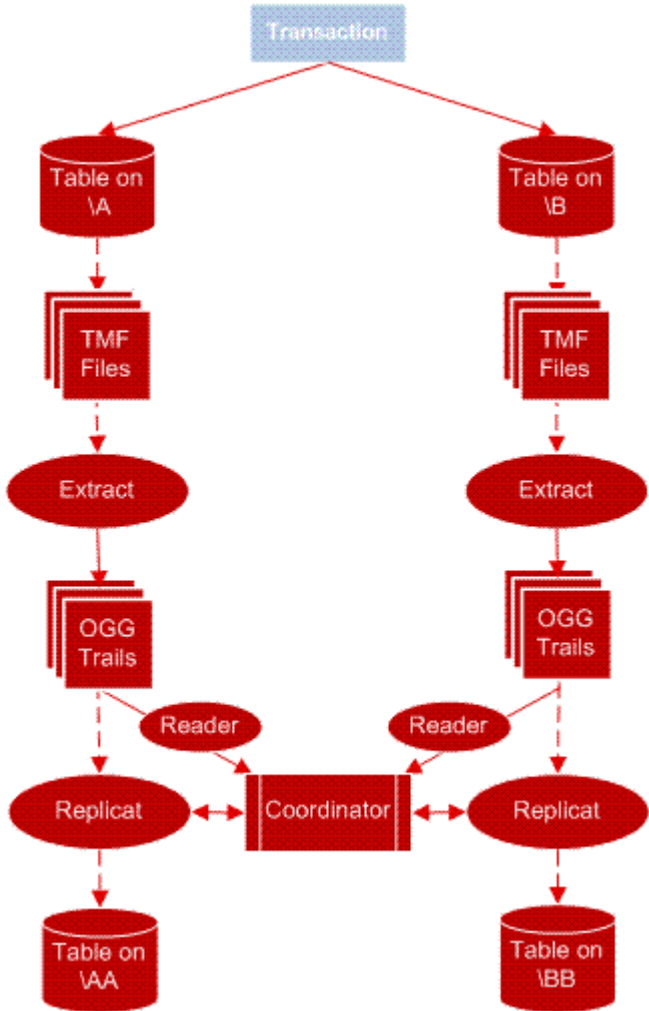 Transaction
Table on
\A
Table on
\B
TMF
Files
TMF
Files
Extract
Extract
OGG
Trails
OGG
Trails
Reader
Reader
Replicat
Coordinator
Replicat
Table on
\AA
Table on
\BB